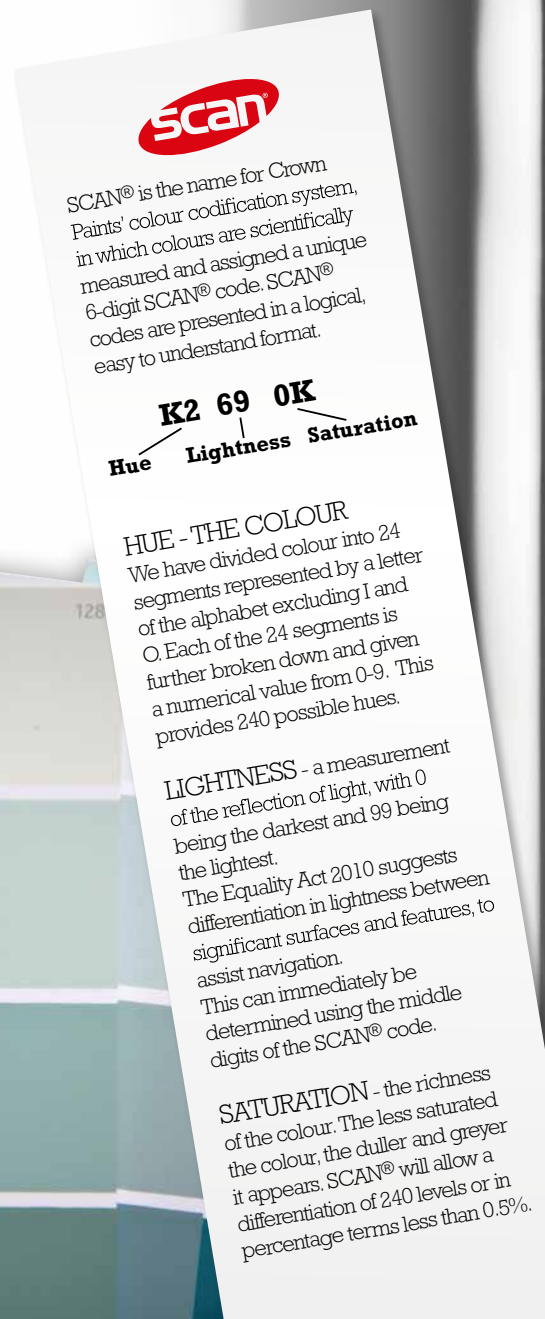 scan®
SCAN® is the name for Crown
Paints' colour codification system,
in which colours are scientifically
measured and assigned a unique
6-digit SCAN® code. SCAN®
codes are presented in a logical,
easy to understand format.
K2 69 0K
Hue Lightness Saturation
HUE - THE COLOUR
We have divided colour into 24
segments represented by a letter
of the alphabet excluding I and
O. Each of the 24 segments is
further broken down and given
a numerical value from 0-9. This
provides 240 possible hues.
LIGHTNESS - a measurement
of the reflection of light, with 0
being the darkest and 99 being
the lightest.
The Equality Act 2010 suggests
differentiation in lightness between
significant surfaces and features, to
assist navigation.
This can immediately be
determined using the middle
digits of the SCAN® code.
SATURATION - the richness
of the colour. The less saturated
the colour, the duller and greyer
it appears. SCAN® will allow a
differentiation of 240 levels or in
percentage terms less than 0.5%.
128